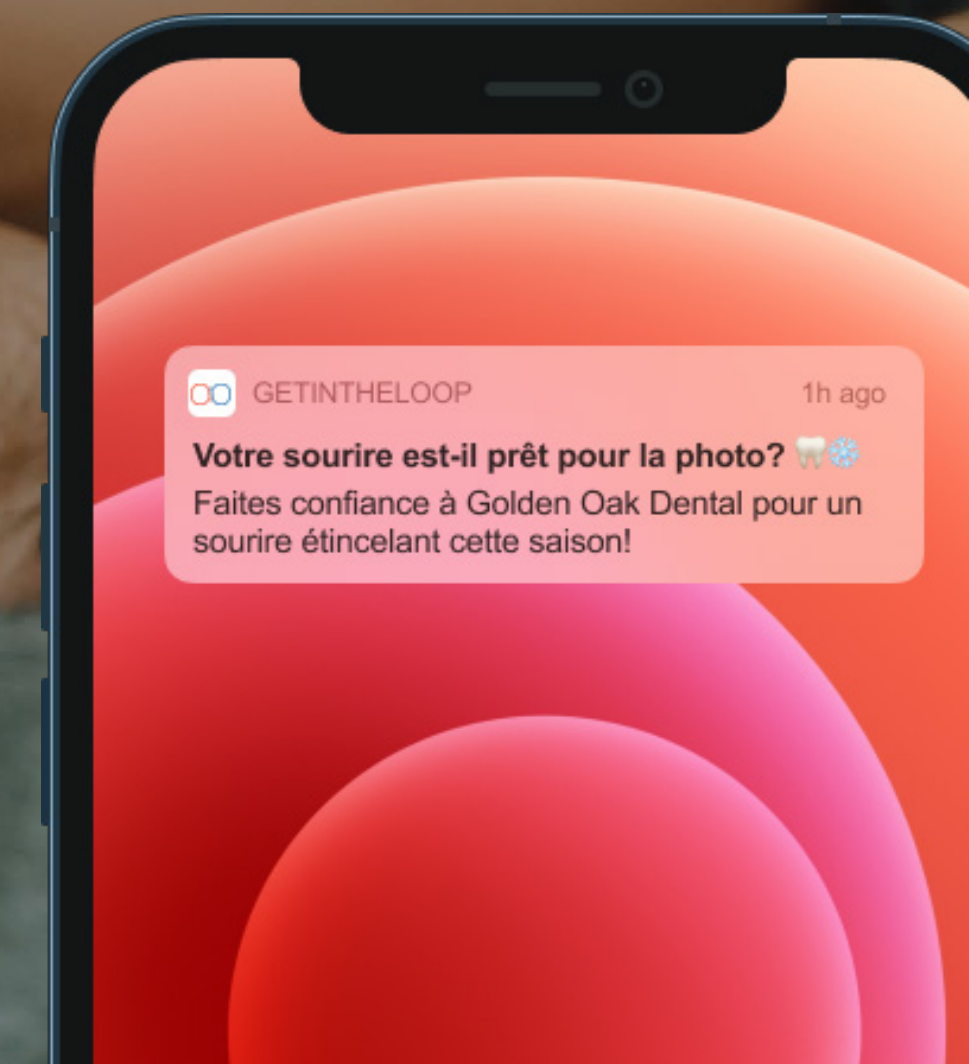 GETINTHELOOP
1h ago
Votre sourire est-il prêt pour la photo? 🦷❄️
Faites confiance à Golden Oak Dental pour un
sourire étincelant cette saison!